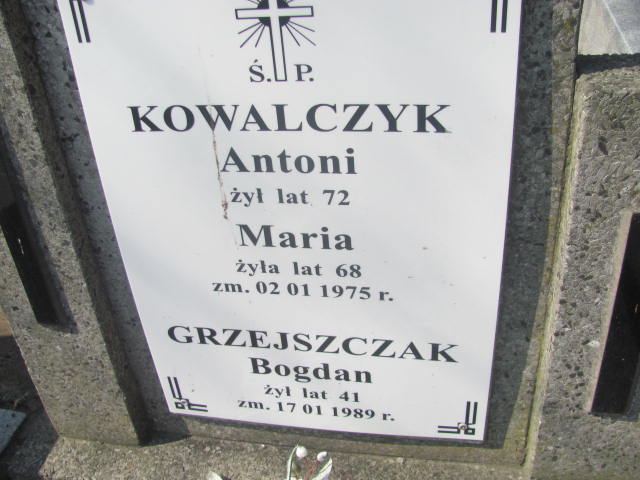 Ś. P.
KOWALCZYK
Antoni
żył lat 72
Maria
żyła lat 68
zm. 02 01 1975 r.
GRZEJSZCZAK
Bogdan
żył lat 41
zm. 17 01 1989 r.